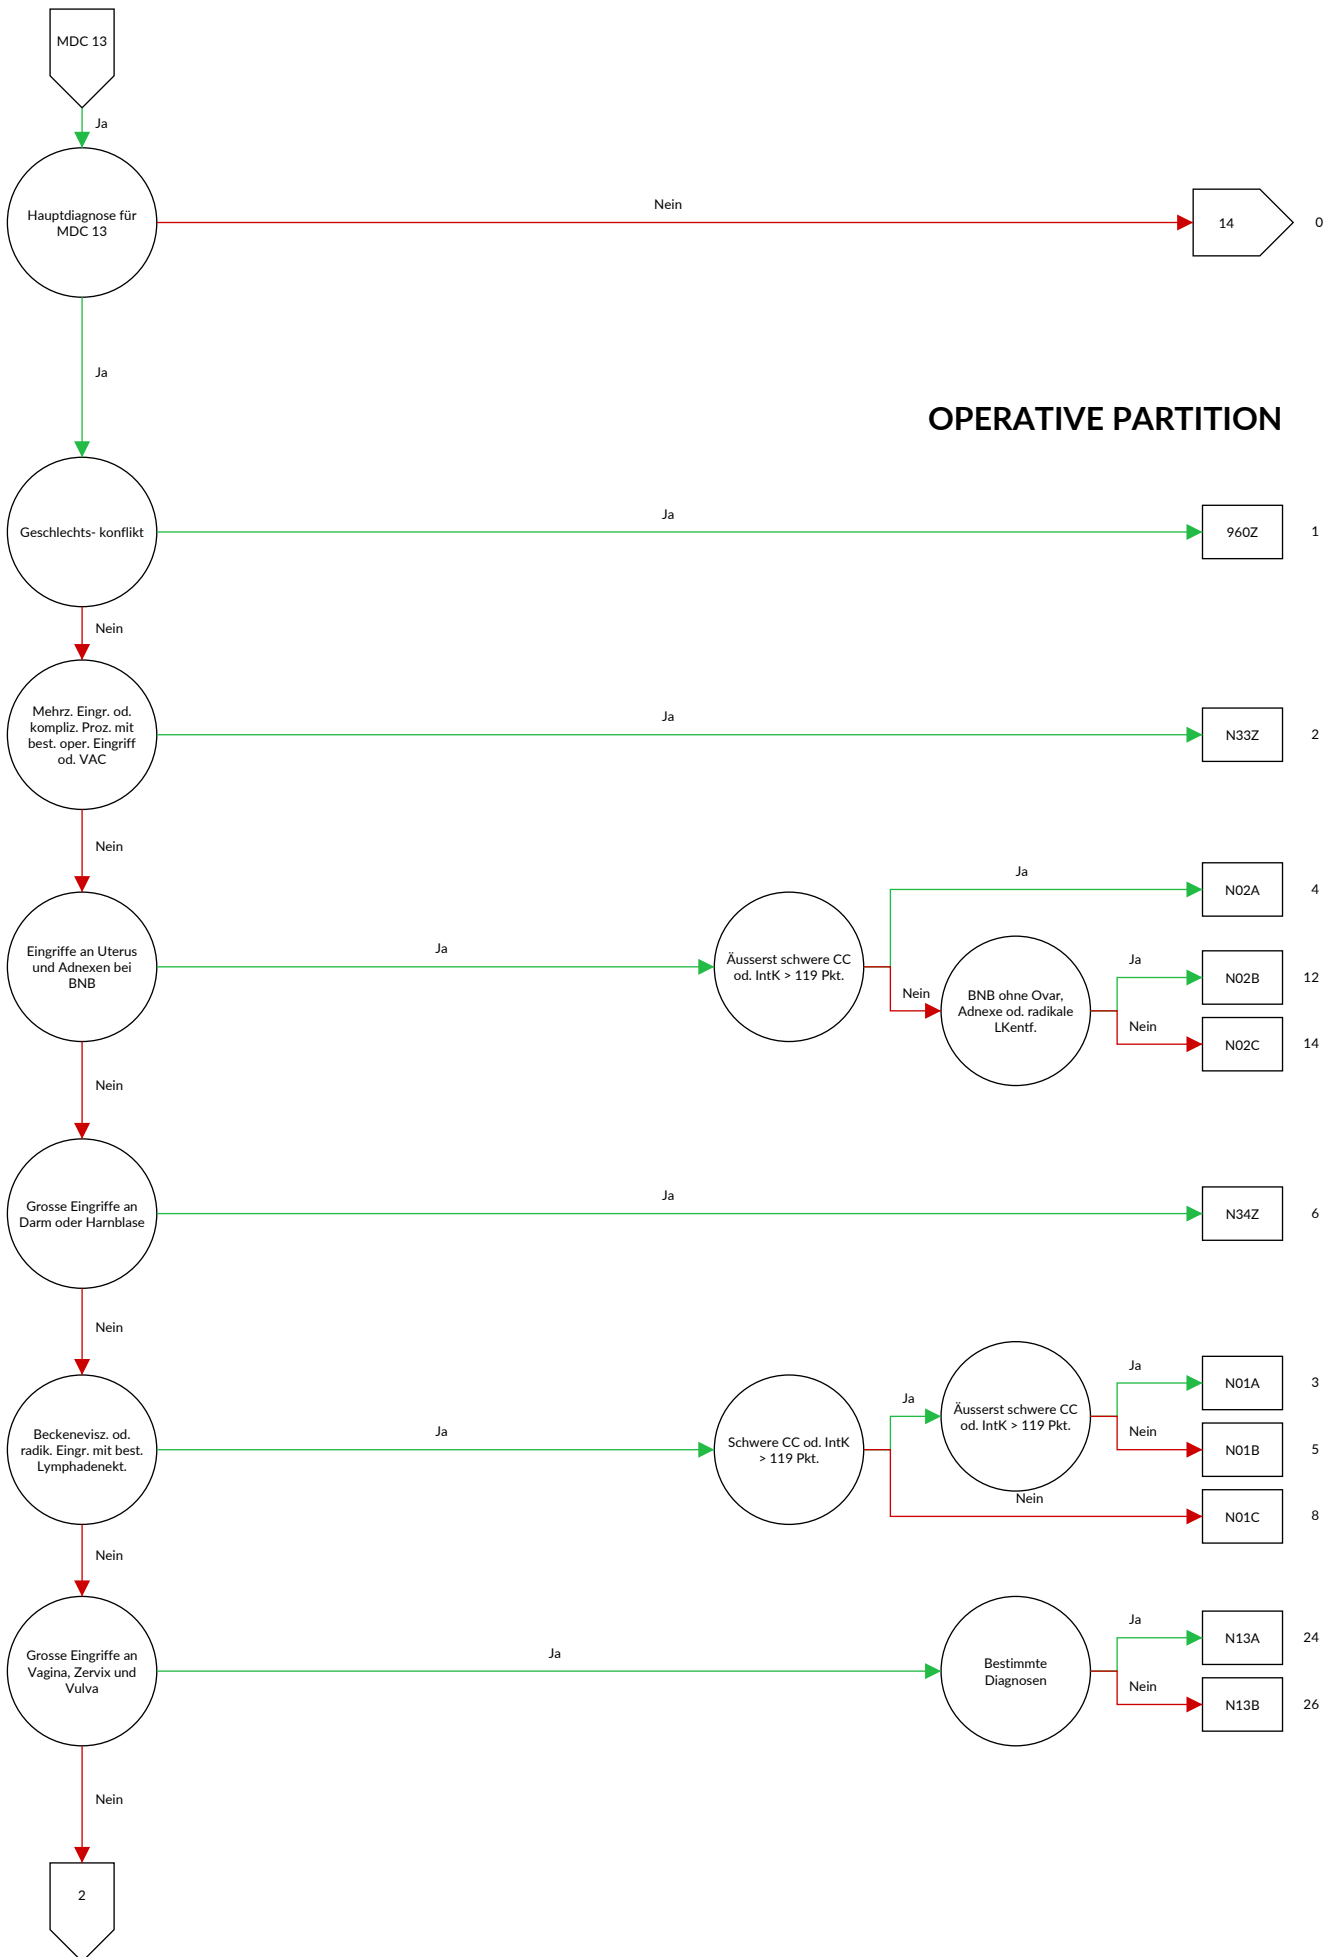 MDC 13
Ja
Hauptdiagnose für
MDC 13
Nein
14
0
Ja
OPERATIVE PARTITION
Geschlechts- konflikt
Ja
960Z
1
Nein
Mehrz. Eingr. od.
kompliz. Proz. mit
best. oper. Eingriff
od. VAC
Ja
N33Z
2
Nein
Eingriffe an Uterus
und Adnexen bei
BNB
Ja
Äusserst schwere CC
od. IntK > 119 Pkt.
Ja
N02A
4
Nein
BNB ohne Ovar,
Adnexe od. radikale
LKentf.
Ja
N02B
12
Nein
N02C
14
Nein
Grosse Eingriffe an
Darm oder Harnblase
Ja
N34Z
6
Nein
Beckenevisz. od.
radik. Eingr. mit best.
Lymphadenekt.
Ja
Schwere CC od. IntK
> 119 Pkt.
Ja
Äusserst schwere CC
od. IntK > 119 Pkt.
Ja
N01A
3
Nein
N01B
5
Nein
N01C
8
Nein
Grosse Eingriffe an
Vagina, Zervix und
Vulva
Ja
Bestimmte
Diagnosen
Ja
N13A
24
Nein
N13B
26
Nein
2